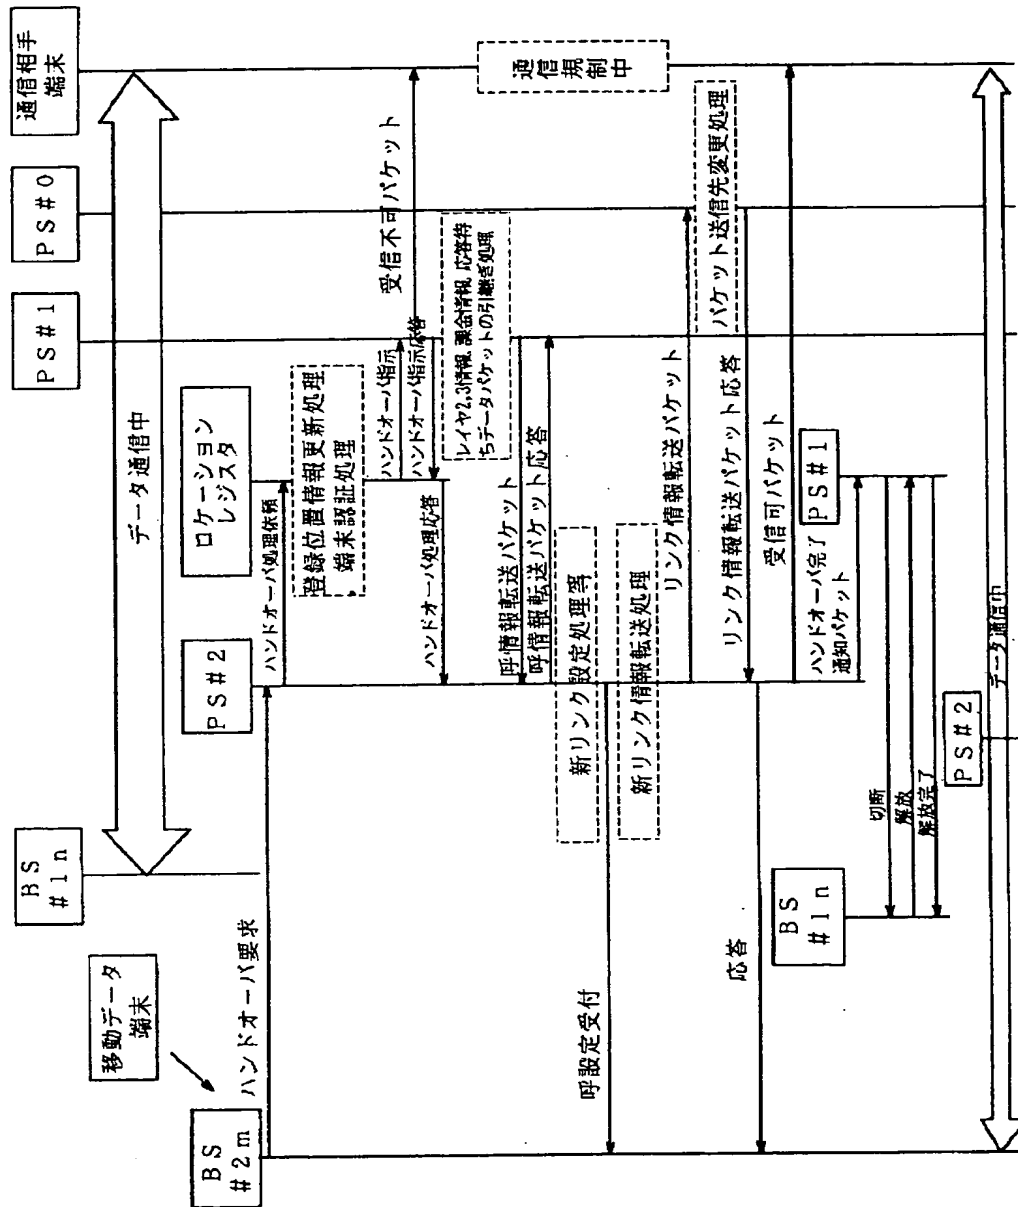 移動データ
端末
BS
#2m
BS
#1n
PS#2
ロケーション
レジスタ
PS#1
PS#0
通信相手
端末
データ通信中
ハンドオーバ要求
ハンドオーバ処理依頼
登録位置情報更新処理
端末認証処理
ハンドオーバ指示
ハンドオーバ指示応答
受信不可パケット
ハンドオーバ処理応答
レイヤ2,3情報,課金情報,応答待
ちデータパケットの引継ぎ処理
通信
規制中
呼情報転送パケット
呼情報転送パケット応答
新リンク設定処理等
呼設定受付
新リンク情報転送処理
リンク情報転送パケット
パケット送信先変更処理
リンク情報転送パケット応答
応答
受信可パケット
ハンドオーバ完了
通知パケット
PS#1
BS
#1n
切断
解放
解放完了
PS#2
データ通信中